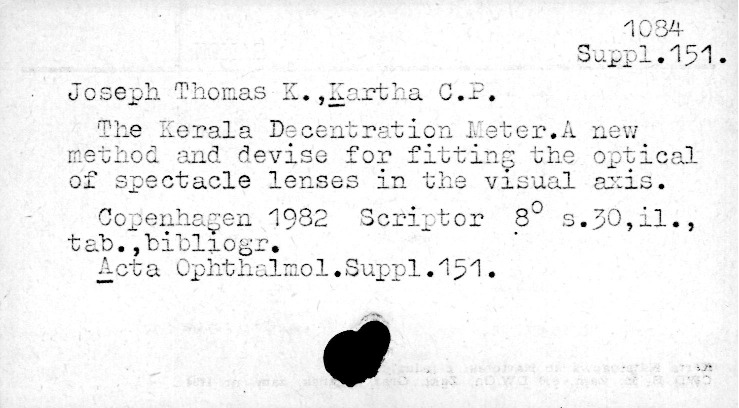 1084
Suppl.151.
Joseph Thomas K.,Kartha C.P.
The Kerala Decentration Meter.A new
method and devise for fitting the optical
of spectacle lenses in the visual axis.
Copenhagen 1982 Scriptor 8° s.30,il.,
tab.,bibliogr.
Acta Ophthalmol.Suppl.151.